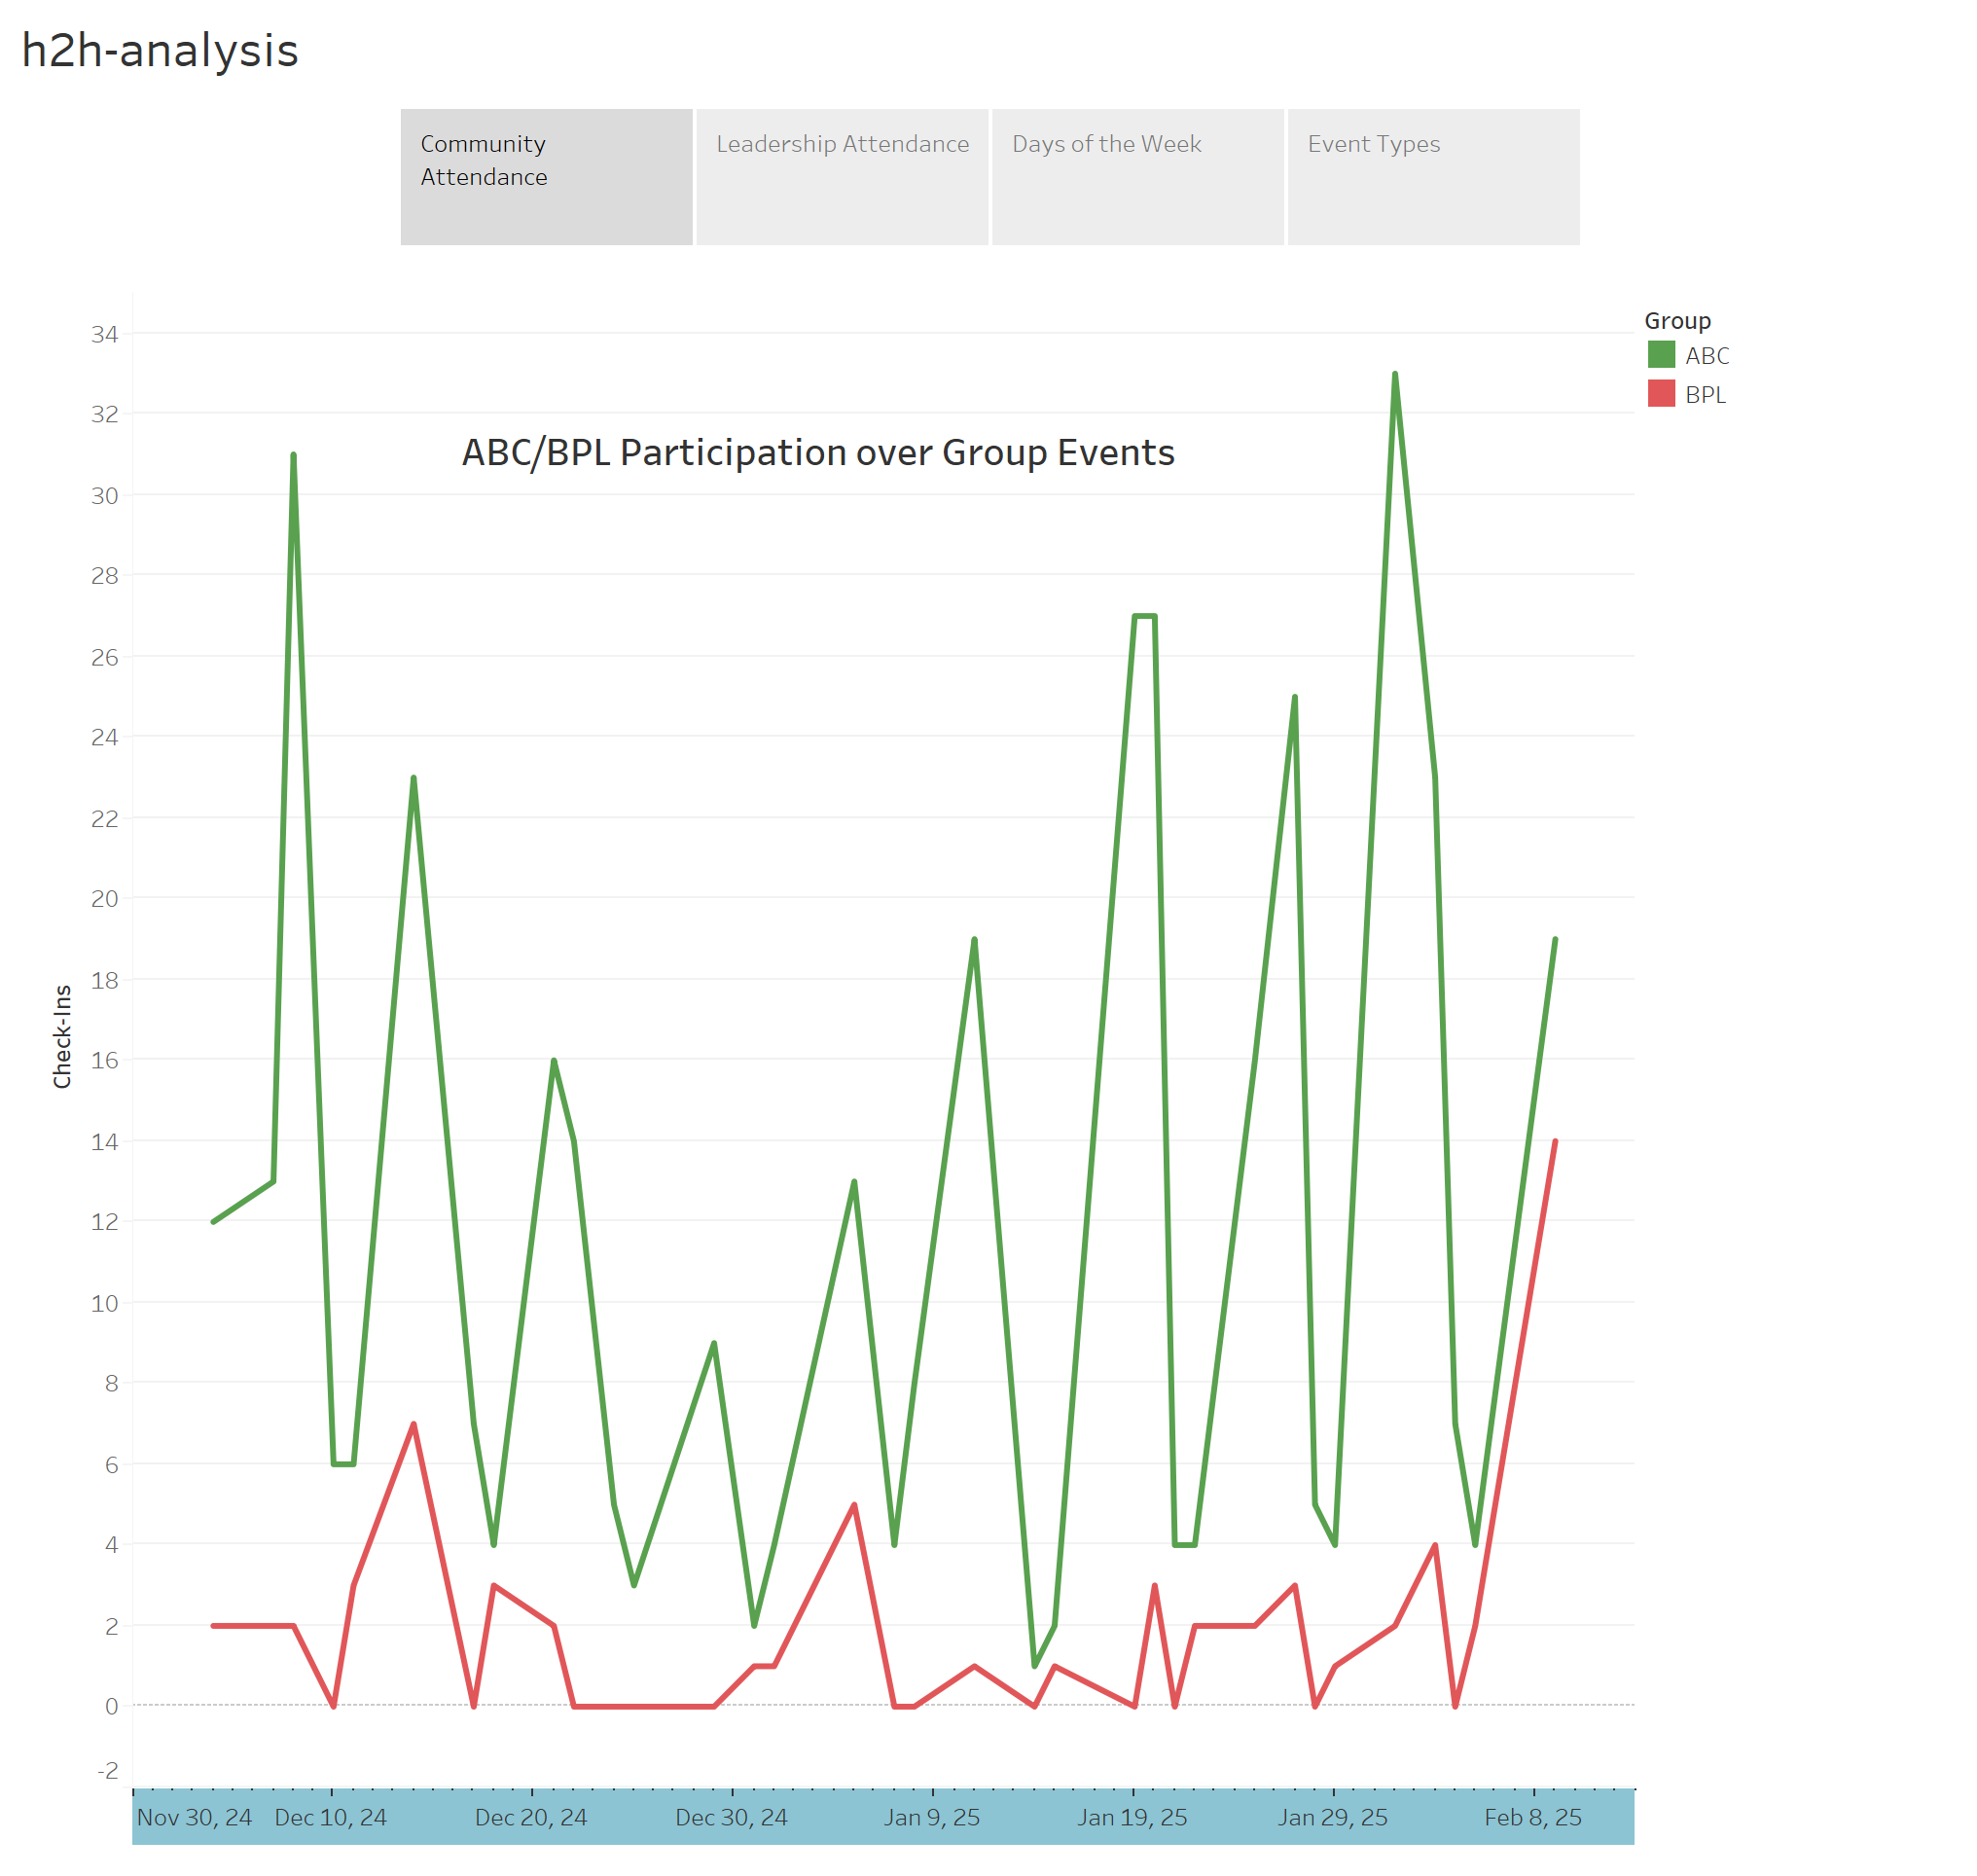 h2h-analysis
Community
Attendance
Leadership Attendance
Days of the Week
Event Types
Group
ABC
BPL
ABC/BPL Participation over Group Events
Check-Ins
34
32
30
28
26
24
22
20
18
16
14
12
10
8
6
4
2
0
-2
Nov 30, 24
Dec 10, 24
Dec 20, 24
Dec 30, 24
Jan 9, 25
Jan 19, 25
Jan 29, 25
Feb 8, 25